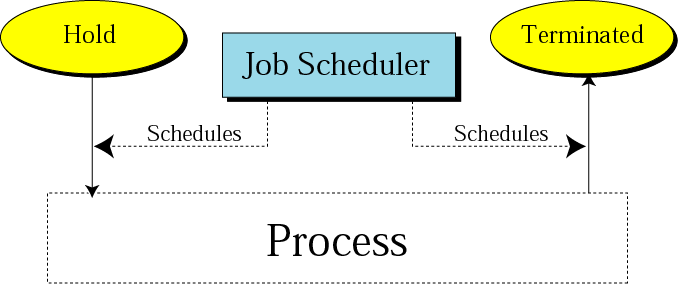 Hold
Job Scheduler
Terminated
Schedules
Schedules
Process